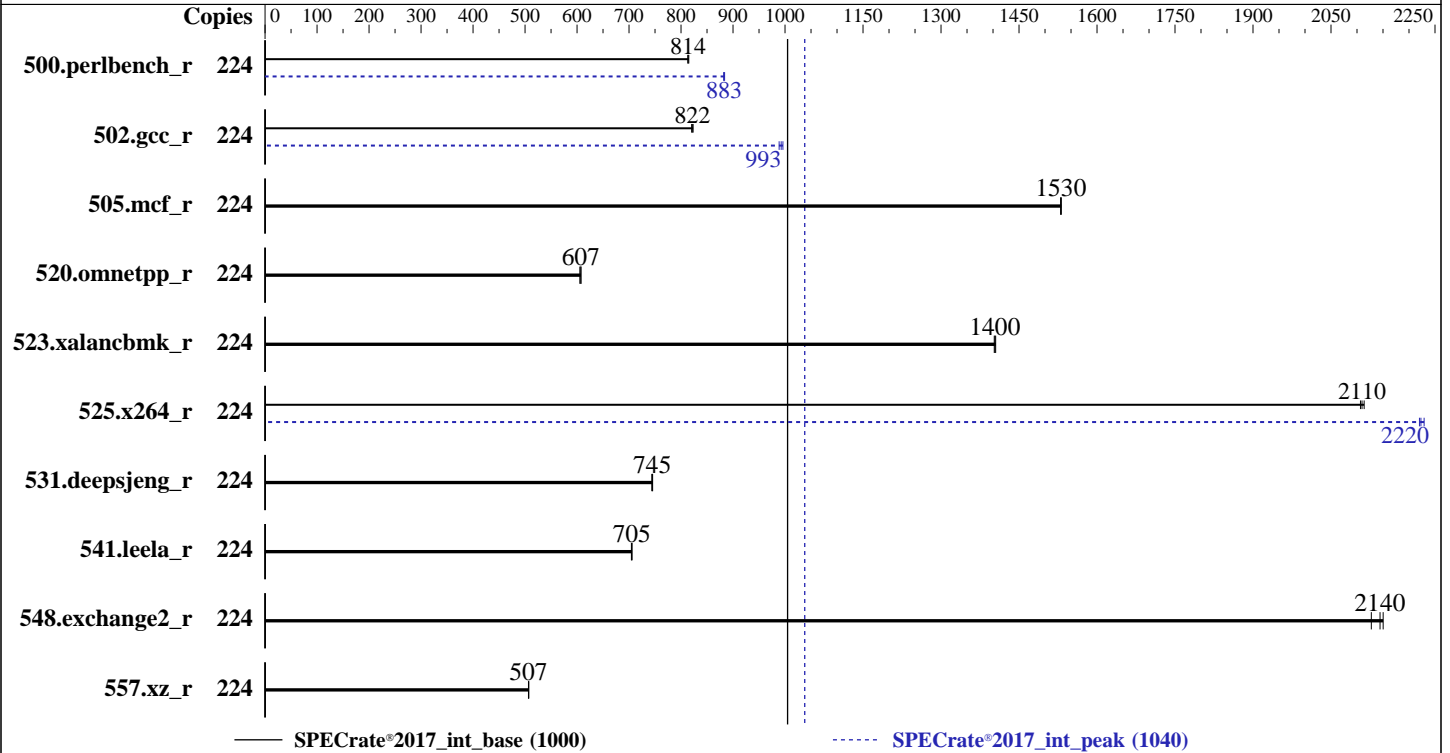 Copies 0 100 200 300 400 500 600 700 800 900 1000 1150 1300 1450 1600 1750 1900 2050 2250
500.perlbench_r 224 814
883
502.gcc_r 224 822
993
505.mcf_r 224 1530
520.omnetpp_r 224 607
523.xalancbmk_r 224 1400
525.x264_r 224 2110
2220
531.deepsjeng_r 224 745
541.leela_r 224 705
548.exchange2_r 224 2140
557.xz_r 224 507
SPECrate®2017_int_base (1000) SPECrate®2017_int_peak (1040)